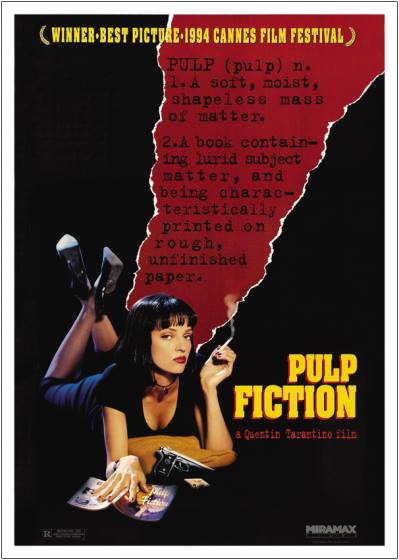 WINNER•BEST PICTURE•1994 CANNES FILM FESTIVAL
PULP (pulp) n.
1. A soft, moist,
shapeless mass
of matter.
2. A book contain-
ing lurid subject
matter, and
being charac-
teristically
printed on
rough,
unfinished
paper.
PULP
FICTION
a Quentin Tarantino film
R
MIRAMAX